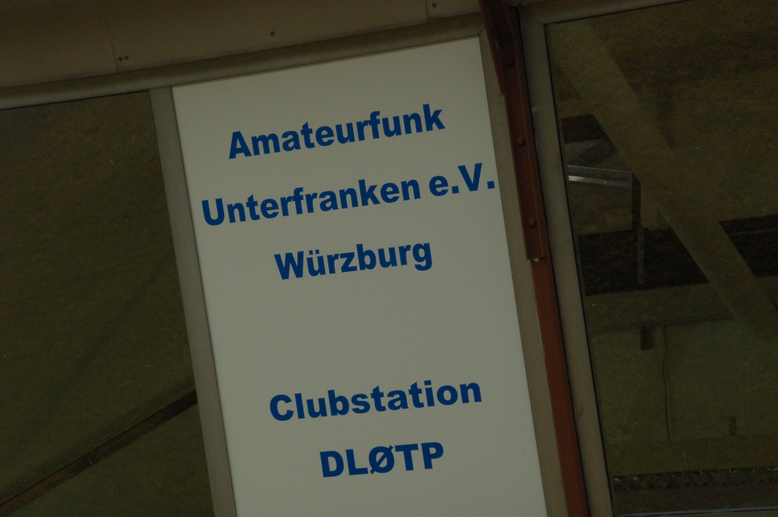 Amateurfunk
Unterfranken e.V.
Würzburg
Clubstation
DLØTP